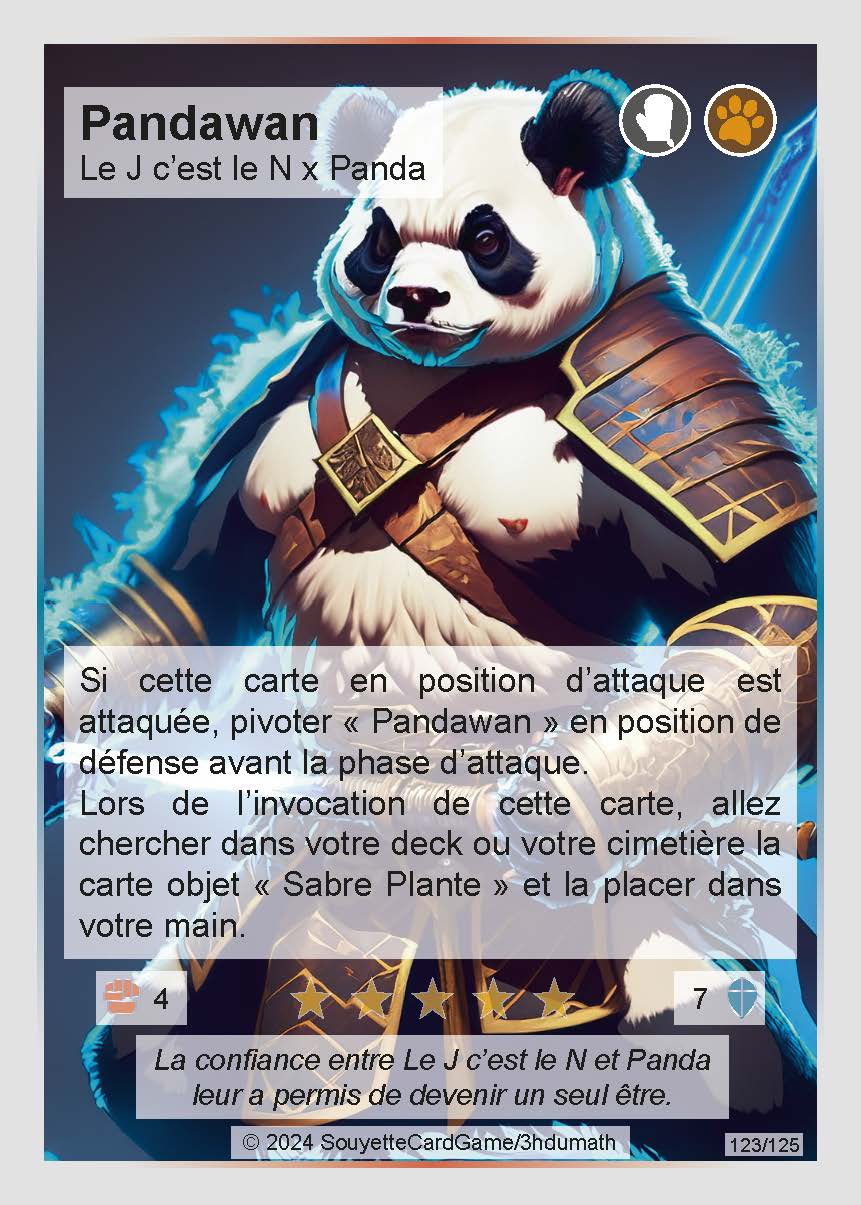 Pandawan
Le J c’est le N x Panda
Si cette carte en position d’attaque est
attaquée, pivoter « Pandawan » en position de
défense avant la phase d’attaque.
Lors de l’invocation de cette carte, allez
chercher dans votre deck ou votre cimetière la
carte objet « Sabre Plante » et la placer dans
votre main.
4
7
La confiance entre Le J c’est le N et Panda
leur a permis de devenir un seul être.
© 2024 SouyetteCardGame/3hdumath
123/125